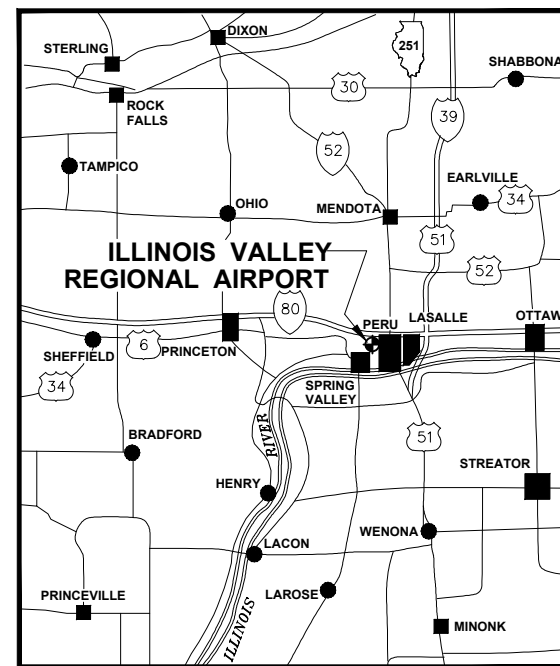 DIXON
STERLING
251
SHABBONA
30
ROCK
FALLS
39
52
TAMPICO
EARLVILLE
34
OHIO
MENDOTA
51
ILLINOIS VALLEY
REGIONAL AIRPORT
52
80
PERU
LASALLE
OTTAW
6
SHEFFIELD
PRINCETON
34
SPRING
VALLEY
BRADFORD
RIVER
51
STREATOR
HENRY
WENONA
LACON
LAROSE
PRINCEVILLE
ILLINOIS
MINONK